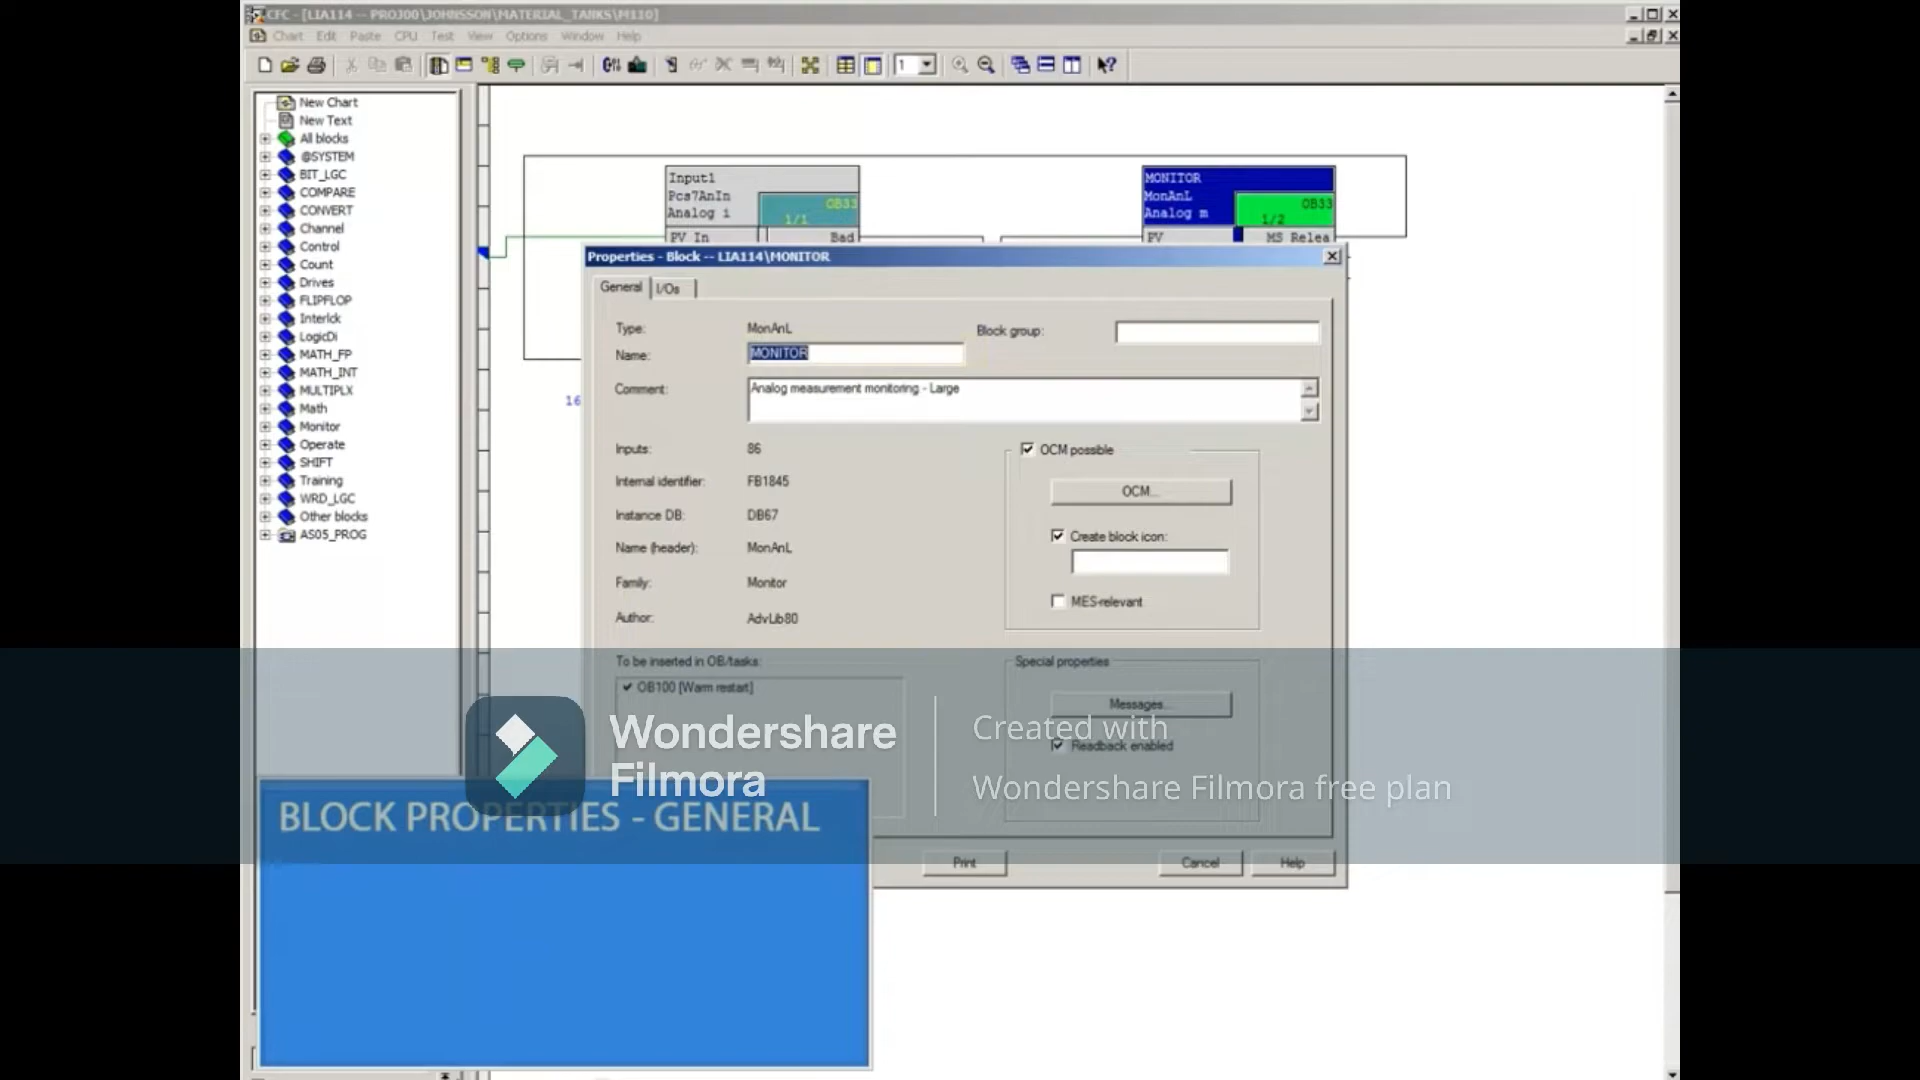 CFC - [LIA114 -- PROJ00\JOHNSSON\MATERIAL_TANKS\M110]
Chart Edit Paste CPU Test View Options Window Help
1
New Chart
New Text
All blocks
@SYSTEM
BIT_LGC
COMPARE
CONVERT
Channel
Control
Count
Drives
FLIPFLOP
Interlck
LogicDi
MATH_FP
MATH_INT
MULTIPLX
Math
Monitor
Operate
SHIFT
Training
WRD_LGC
Other blocks
AS05_PROG
Input1
Pcs7AnIn
Analog i
OB33
1/1
PV In Bad
MONITOR
MonAnL
Analog m
OB33
1/2
PV MS Relea
16
Properties - Block -- LIA114\MONITOR
General I/Os
Type: MonAnL
Block group:
Name: MONITOR
Comment: Analog measurement monitoring - Large
Inputs: 86
Internal identifier: FB1845
Instance DB: DB67
Name (header): MonAnL
Family: Monitor
Author: AdvLib80
OCM possible
OCM...
Create block icon:
MES-relevant
To be inserted in OB/tasks:
OB100 [Warm restart]
Special properties
Messages...
Readback enabled
Print Cancel Help
Wondershare
Filmora
Created with
Wondershare Filmora free plan
BLOCK PROPERTIES - GENERAL